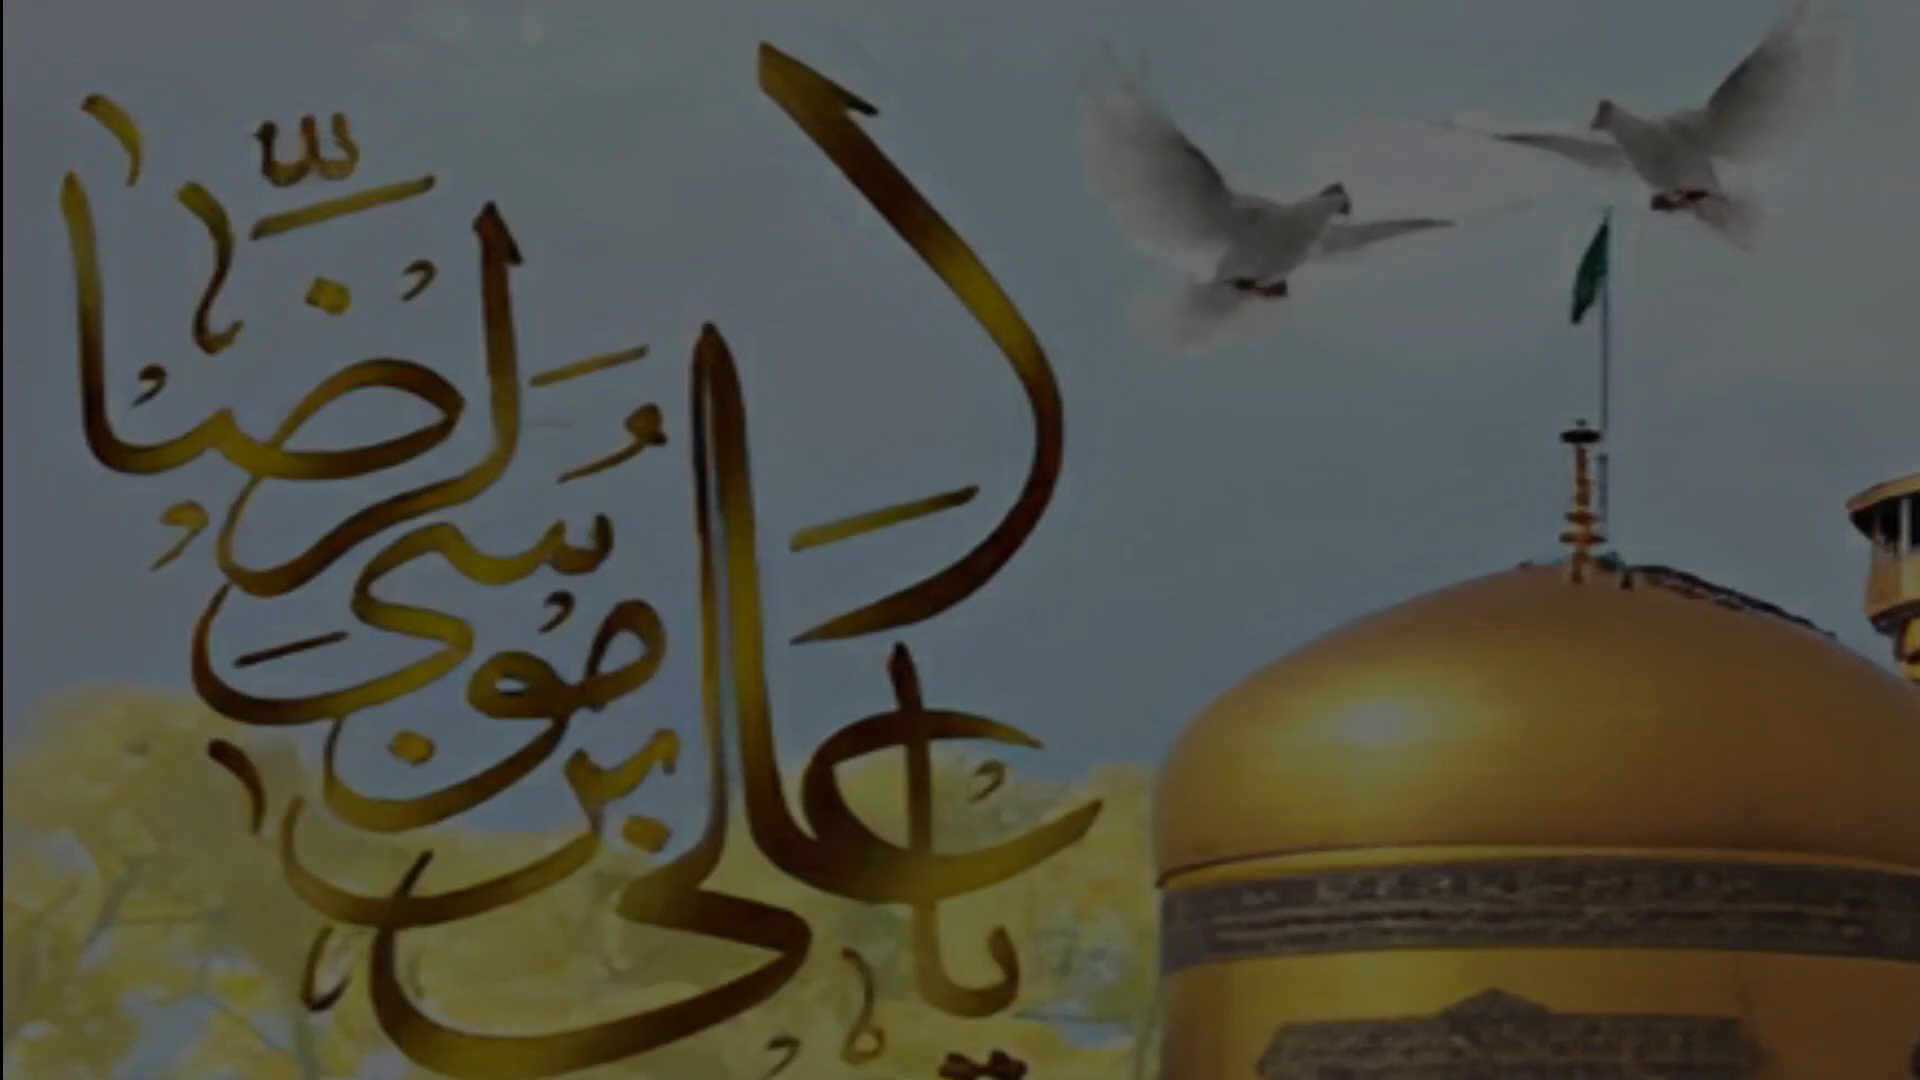 یا علی بن موسی الرضا